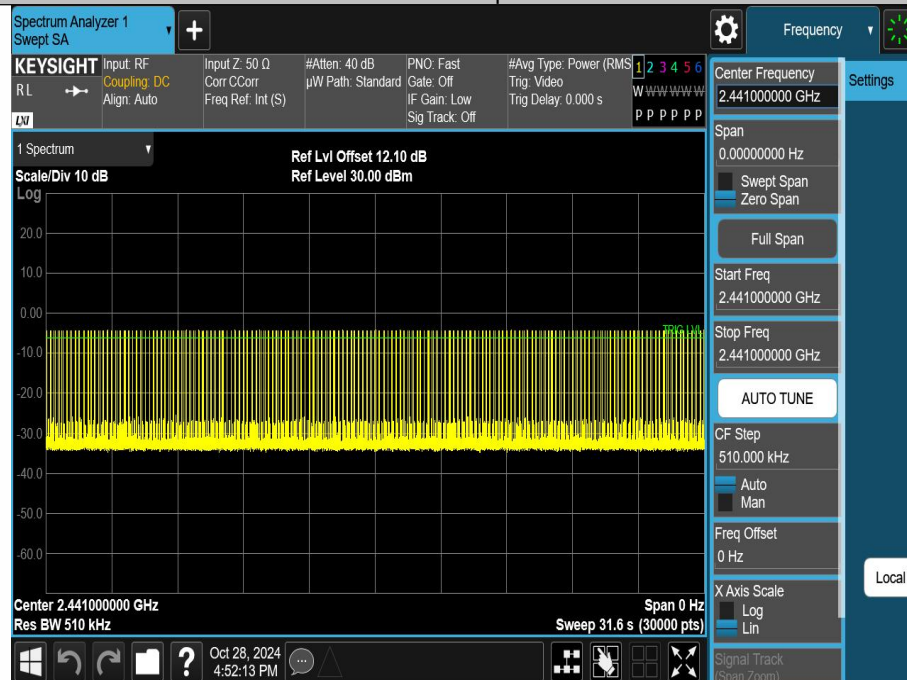 Spectrum Analyzer 1
Swept SA
+
Frequency
KEYSIGHT
RL
LXI
Input: RF
Coupling: DC
Align: Auto
Input Z: 50 Ω
Corr CCorr
Freq Ref: Int (S)
#Atten: 40 dB
µW Path: Standard
PNO: Fast
Gate: Off
IF Gain: Low
Sig Track: Off
#Avg Type: Power (RMS
Trig: Video
Trig Delay: 0.000 s
1 2 3 4 5 6
W W W W W W
P P P P P P
Center Frequency
2.441000000 GHz
Settings
Span
0.00000000 Hz
Swept Span
Zero Span
Full Span
Start Freq
2.441000000 GHz
Stop Freq
2.441000000 GHz
AUTO TUNE
CF Step
510.000 kHz
Auto
Man
Freq Offset
0 Hz
X Axis Scale
Log
Lin
Signal Track
(Span Zoom)
Local
1 Spectrum
Scale/Div 10 dB
Ref Lvl Offset 12.10 dB
Ref Level 30.00 dBm
Log
20.0
10.0
0.00
TRIG LVL
-10.0
-20.0
-30.0
-40.0
-50.0
-60.0
Center 2.441000000 GHz
Span 0 Hz
Res BW 510 kHz
Sweep 31.6 s (30000 pts)
?
Oct 28, 2024
4:52:13 PM